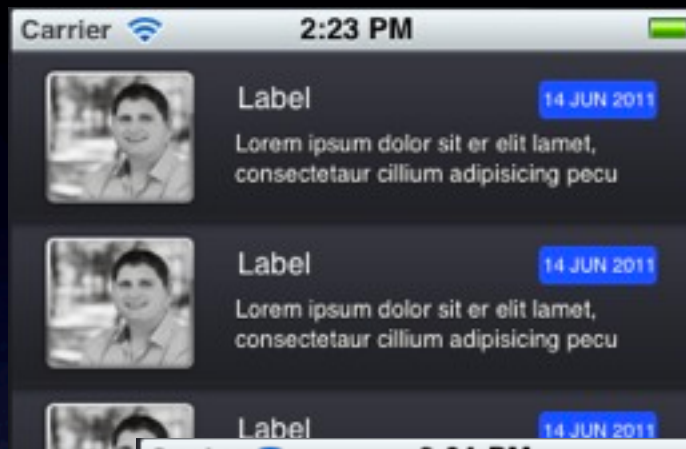 Carrier 2:23 PM
Label 14 JUN 2011
Lorem ipsum dolor sit er elit lamet,
consectetaur cillium adipisicing pecu
Label 14 JUN 2011
Lorem ipsum dolor sit er elit lamet,
consectetaur cillium adipisicing pecu
Label 14 JUN 2011